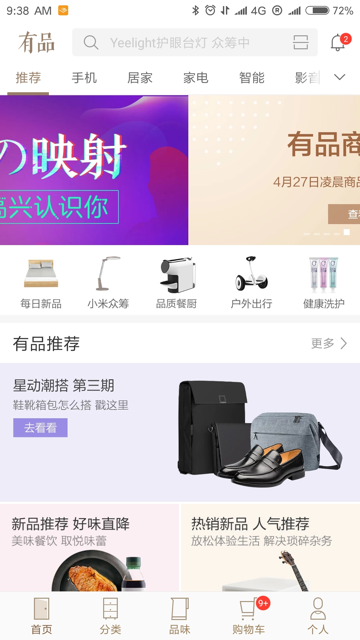 9:38 AM
4G
R
72%
有品
Yeelight护眼台灯 众筹中
2
推荐 手机 居家 家电 智能 影音
の映射
高兴认识你
有品商
4月27日凌晨商品
查看
每日新品 小米众筹 品质餐厨 户外出行 健康洗护
有品推荐
更多
星动潮搭 第三期
鞋靴箱包怎么搭 戳这里
去看看
新品推荐 好味直降
美味餐饮 取悦味蕾
热销新品 人气推荐
放松体验生活 解决琐碎杂务
9+
首页 分类 品味 购物车 个人